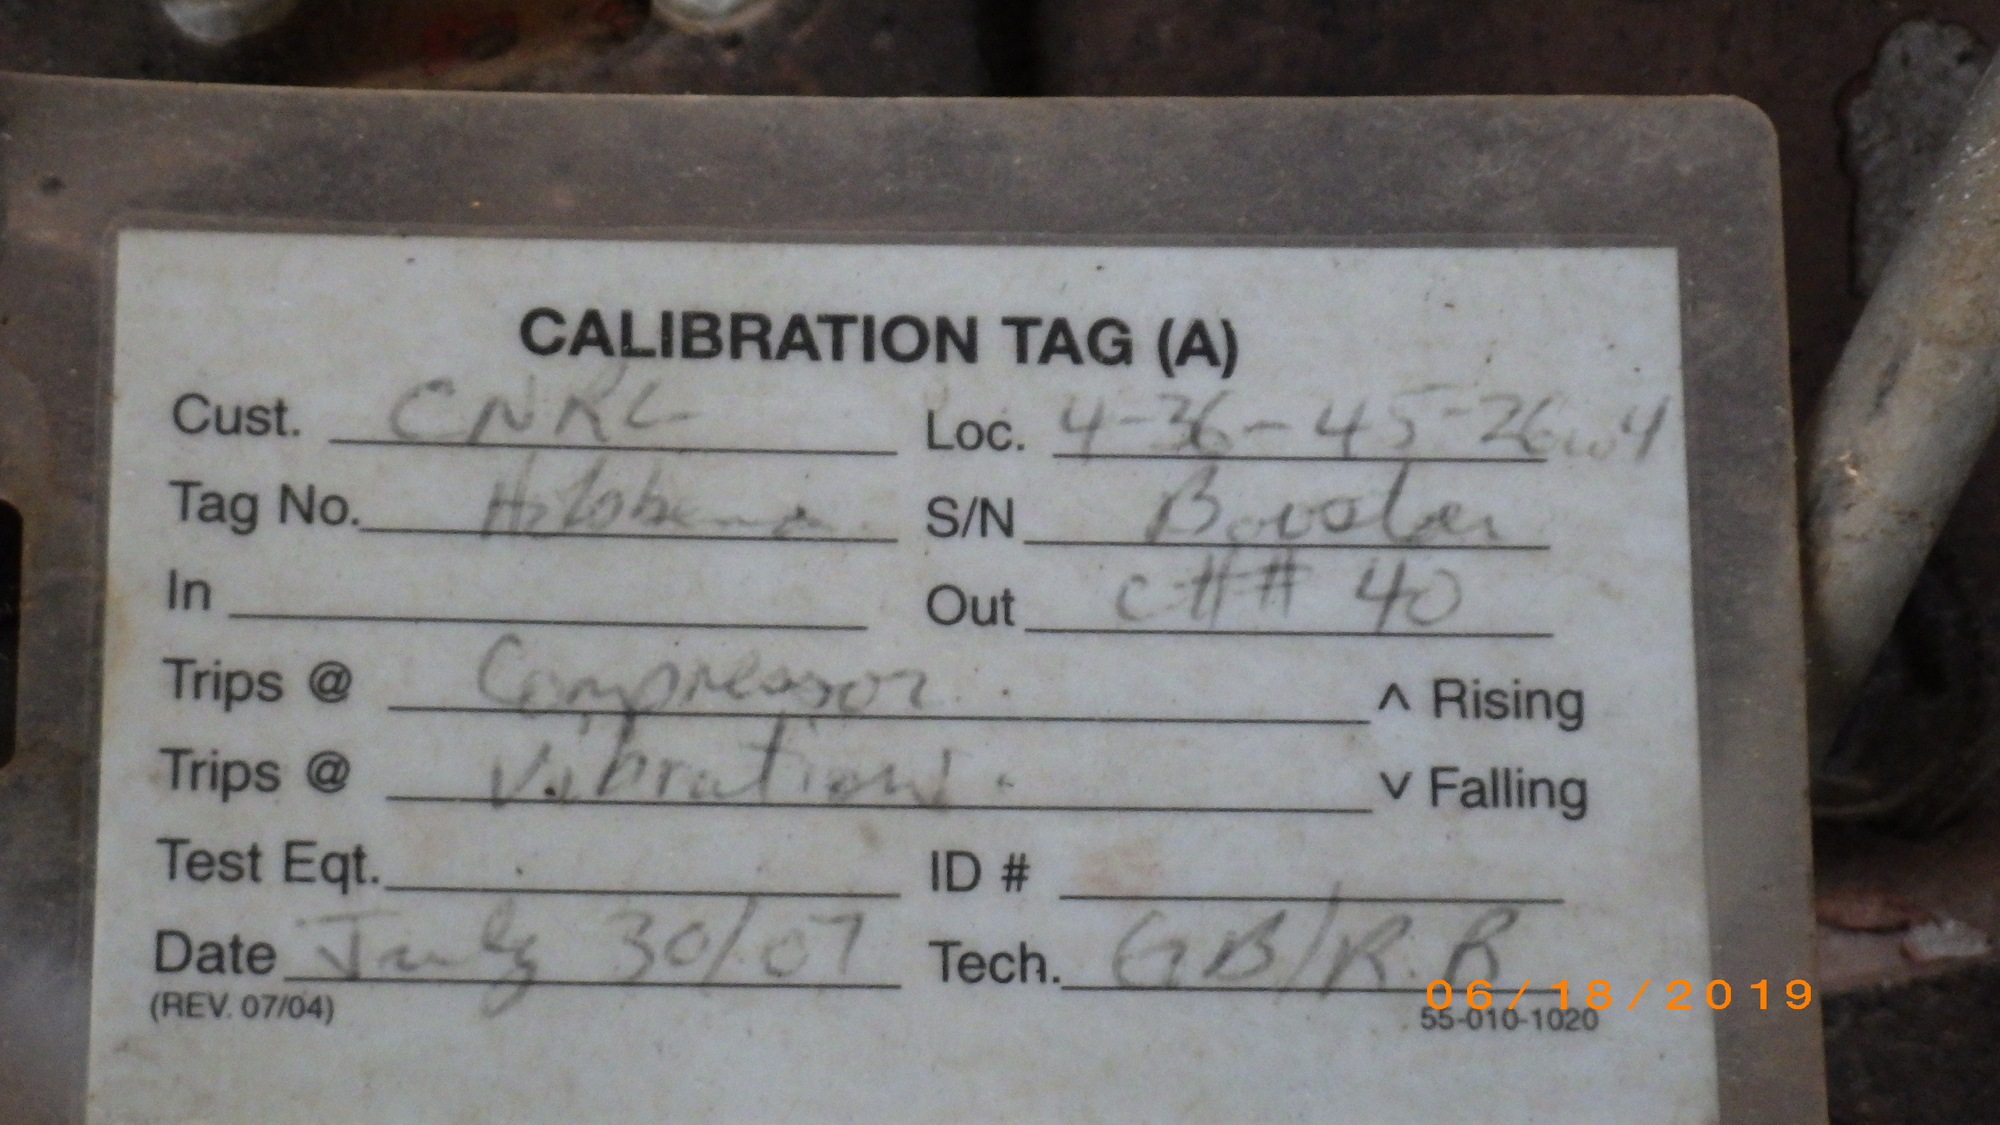 CALIBRATION TAG (A)
Cust. CNRL Loc. 4-36-45-26w4
Tag No. S/N Booster
In Out C## 40
Trips @ Compressor ^ Rising
Trips @ Vibration v Falling
Test Eqt. ID #
Date July 30/07 Tech. GB/R.R
(REV. 07/04) 55-010-1020
06/18/2019